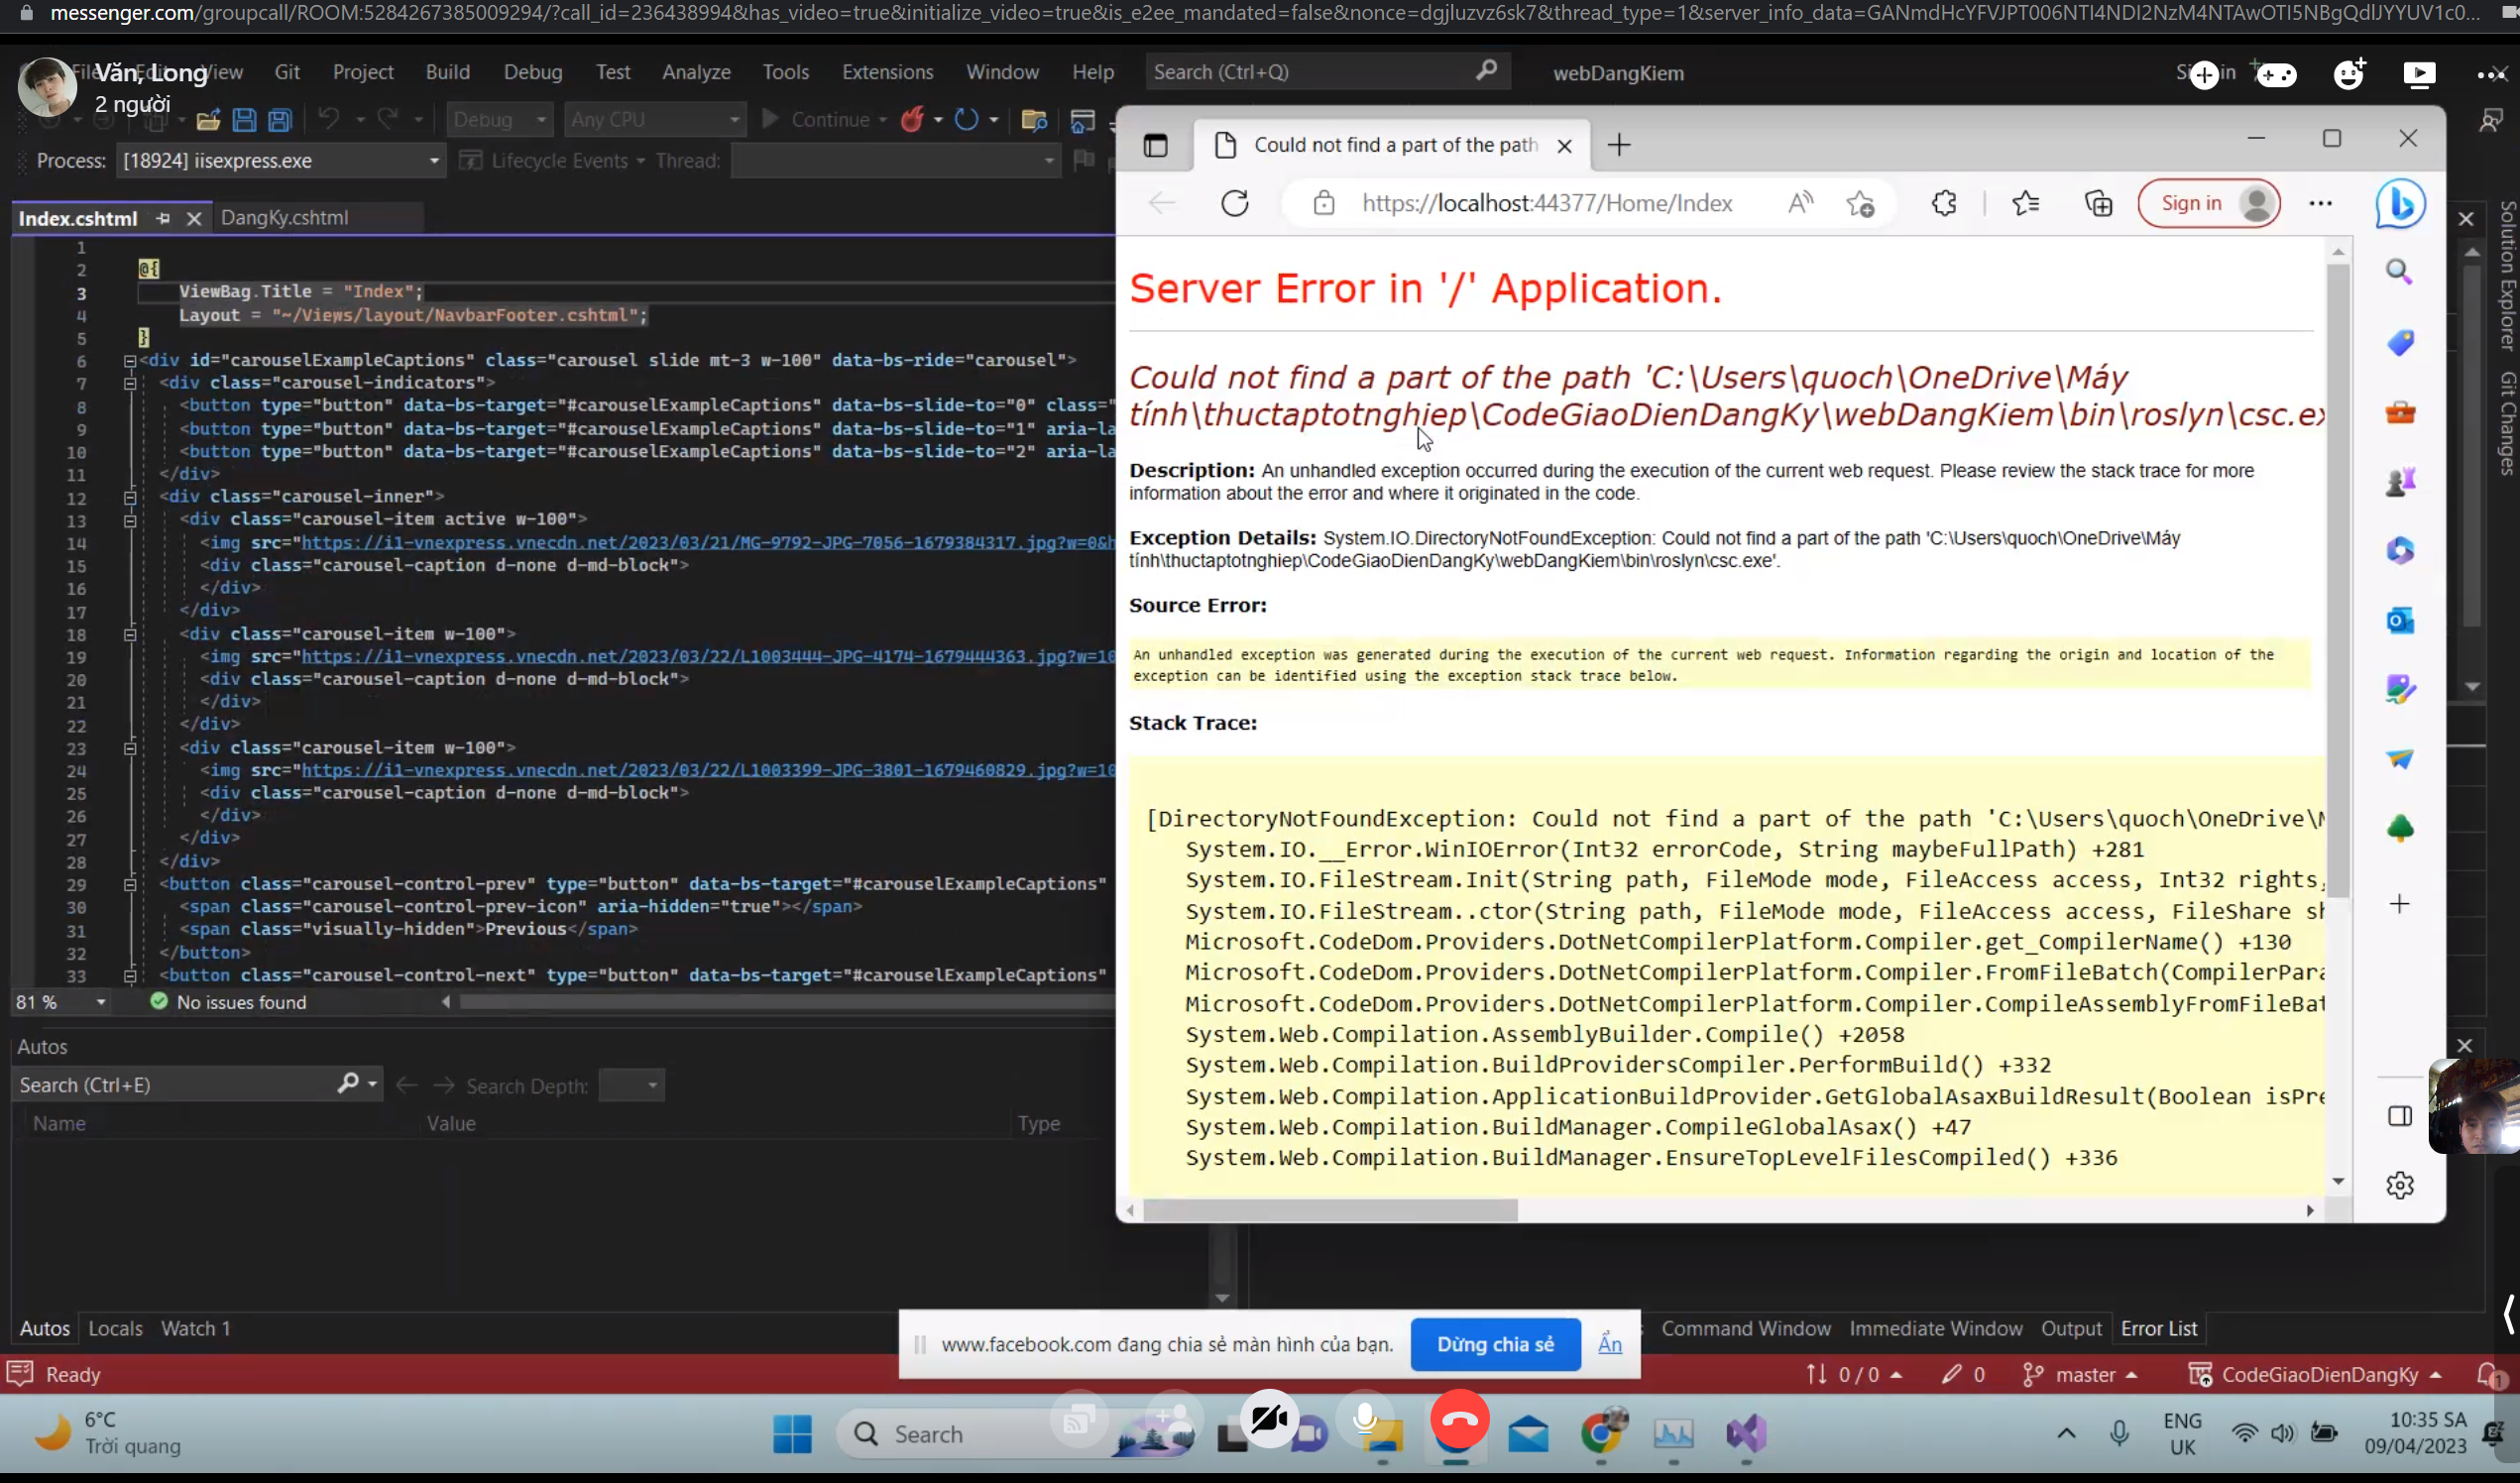 messenger.com/groupcall/ROOM:5284267385009294/?call_id=236438994&has_video=true&initialize_video=true&is_e2ee_mandated=false&nonce=dgjluzvz6sk7&thread_type=1&server_info_data=
Văn, Long
2 người
View Git Project Build Debug Test Analyze Tools Extensions Window Help Search (Ctrl+Q) webDangKiem
Debug Any CPU Continue
Process: [18924] iisexpress.exe Lifecycle Events Thread:
Index.cshtml DangKy.cshtml
1
2 @{
3 ViewBag.Title = "Index";
4 Layout = "~/Views/layout/NavbarFooter.cshtml";
5 }
6 <div id="carouselExampleCaptions" class="carousel slide mt-3 w-100" data-bs-ride="carousel">
7 <div class="carousel-indicators">
8 <button type="button" data-bs-target="#carouselExampleCaptions" data-bs-slide-to="0" class="
9 <button type="button" data-bs-target="#carouselExampleCaptions" data-bs-slide-to="1" aria-la
10 <button type="button" data-bs-target="#carouselExampleCaptions" data-bs-slide-to="2" aria-la
11 </div>
12 <div class="carousel-inner">
13 <div class="carousel-item active w-100">
14 <img src="https://i1-vnexpress.vnecdn.net/2023/03/21/MG-9792-JPG-7056-1679384317.jpg?w=0&h
15 <div class="carousel-caption d-none d-md-block">
16 </div>
17 </div>
18 <div class="carousel-item w-100">
19 <img src="https://i1-vnexpress.vnecdn.net/2023/03/22/L1003444-JPG-4174-1679444363.jpg?w=10
20 <div class="carousel-caption d-none d-md-block">
21 </div>
22 </div>
23 <div class="carousel-item w-100">
24 <img src="https://i1-vnexpress.vnecdn.net/2023/03/22/L1003399-JPG-3801-1679460829.jpg?w=10
25 <div class="carousel-caption d-none d-md-block">
26 </div>
27 </div>
28 </div>
29 <button class="carousel-control-prev" type="button" data-bs-target="#carouselExampleCaptions"
30 <span class="carousel-control-prev-icon" aria-hidden="true"></span>
31 <span class="visually-hidden">Previous</span>
32 </button>
33 <button class="carousel-control-next" type="button" data-bs-target="#carouselExampleCaptions"
81 % No issues found
Autos
Search (Ctrl+E) Search Depth:
Name Value Type
Autos Locals Watch 1
Could not find a part of the path
https://localhost:44377/Home/Index Sign in
Server Error in '/' Application.
Could not find a part of the path 'C:\Users\quoch\OneDrive\Máy
tính\thuctaptotnghiep\CodeGiaoDienDangKy\webDangKiem\bin\roslyn\csc.ex
Description: An unhandled exception occurred during the execution of the current web request. Please review the stack trace for more
information about the error and where it originated in the code.
Exception Details: System.IO.DirectoryNotFoundException: Could not find a part of the path 'C:\Users\quoch\OneDrive\Máy
tính\thuctaptotnghiep\CodeGiaoDienDangKy\webDangKiem\bin\roslyn\csc.exe'.
Source Error:
An unhandled exception was generated during the execution of the current web request. Information regarding the origin and location of the
exception can be identified using the exception stack trace below.
Stack Trace:
[DirectoryNotFoundException: Could not find a part of the path 'C:\Users\quoch\OneDrive\M
System.IO.__Error.WinIOError(Int32 errorCode, String maybeFullPath) +281
System.IO.FileStream.Init(String path, FileMode mode, FileAccess access, Int32 rights,
System.IO.FileStream..ctor(String path, FileMode mode, FileAccess access, FileShare sh
Microsoft.CodeDom.Providers.DotNetCompilerPlatform.Compiler.get_CompilerName() +130
Microsoft.CodeDom.Providers.DotNetCompilerPlatform.Compiler.FromFileBatch(CompilerPara
Microsoft.CodeDom.Providers.DotNetCompilerPlatform.Compiler.CompileAssemblyFromFileBat
System.Web.Compilation.AssemblyBuilder.Compile() +2058
System.Web.Compilation.BuildProvidersCompiler.PerformBuild() +332
System.Web.Compilation.ApplicationBuildProvider.GetGlobalAsaxBuildResult(Boolean isPre
System.Web.Compilation.BuildManager.CompileGlobalAsax() +47
System.Web.Compilation.BuildManager.EnsureTopLevelFilesCompiled() +336
Solution Explorer
Git Changes
www.facebook.com đang chia sẻ màn hình của bạn. Dừng chia sẻ Ẩn
Command Window Immediate Window Output Error List
Ready 0 / 0 0 master CodeGiaoDienDangKy 1
6°C
Trời quang
Search
ENG
UK
10:35 SA
09/04/2023